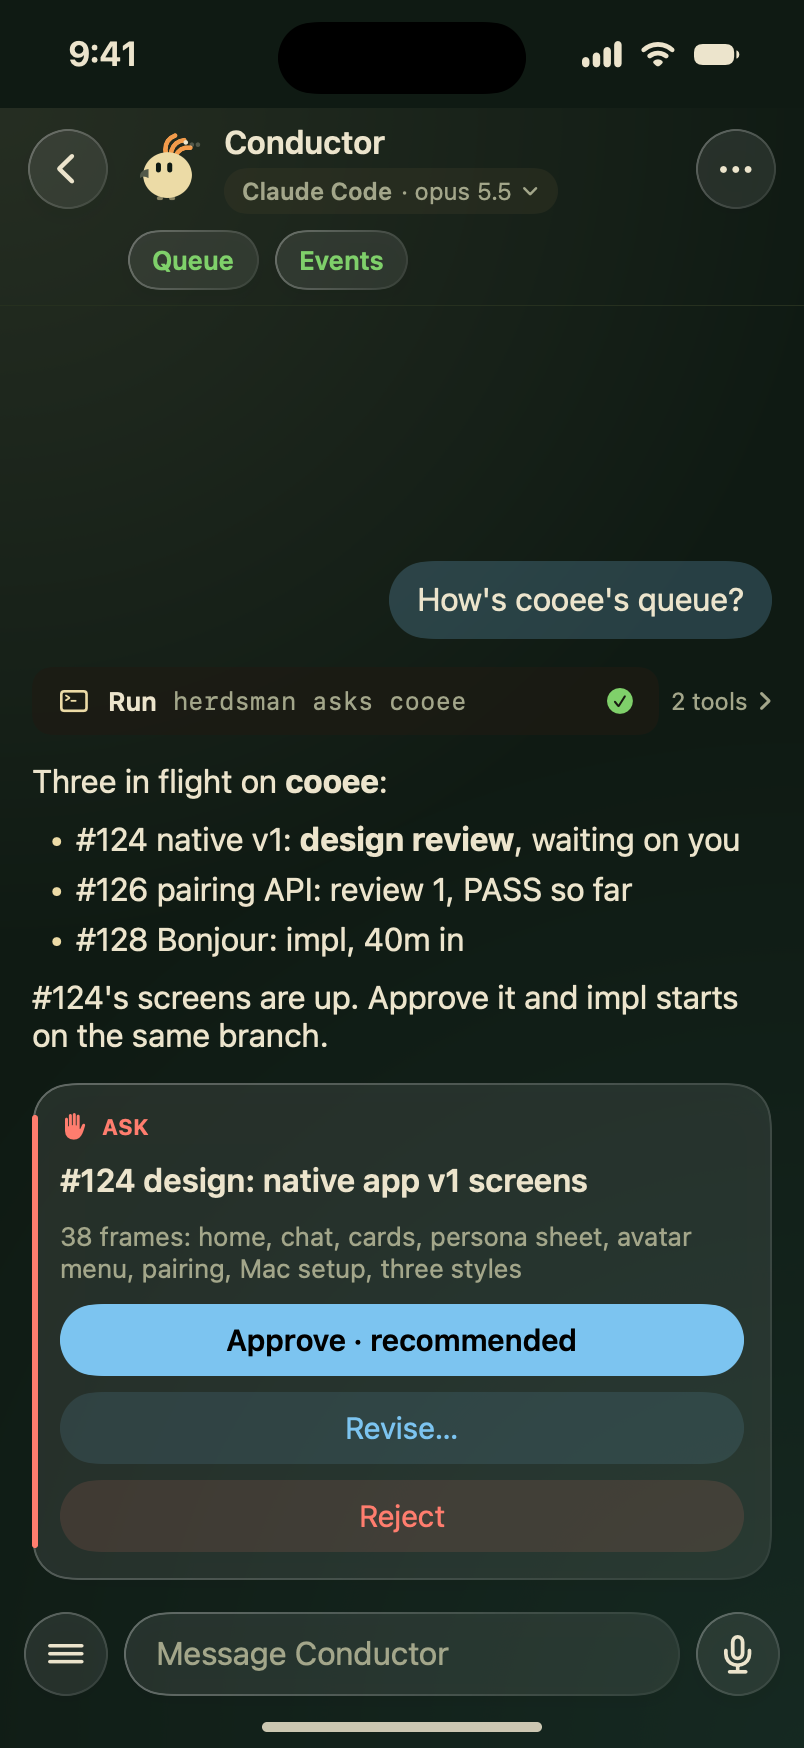 9:41
Conductor
Claude Code · opus 5.5
Queue
Events
How's cooee's queue?
Run herdsman asks cooee
2 tools
Three in flight on cooee:
• #124 native v1: design review, waiting on you
• #126 pairing API: review 1, PASS so far
• #128 Bonjour: impl, 40m in
#124's screens are up. Approve it and impl starts
on the same branch.
ASK
#124 design: native app v1 screens
38 frames: home, chat, cards, persona sheet, avatar
menu, pairing, Mac setup, three styles
Approve · recommended
Revise...
Reject
Message Conductor